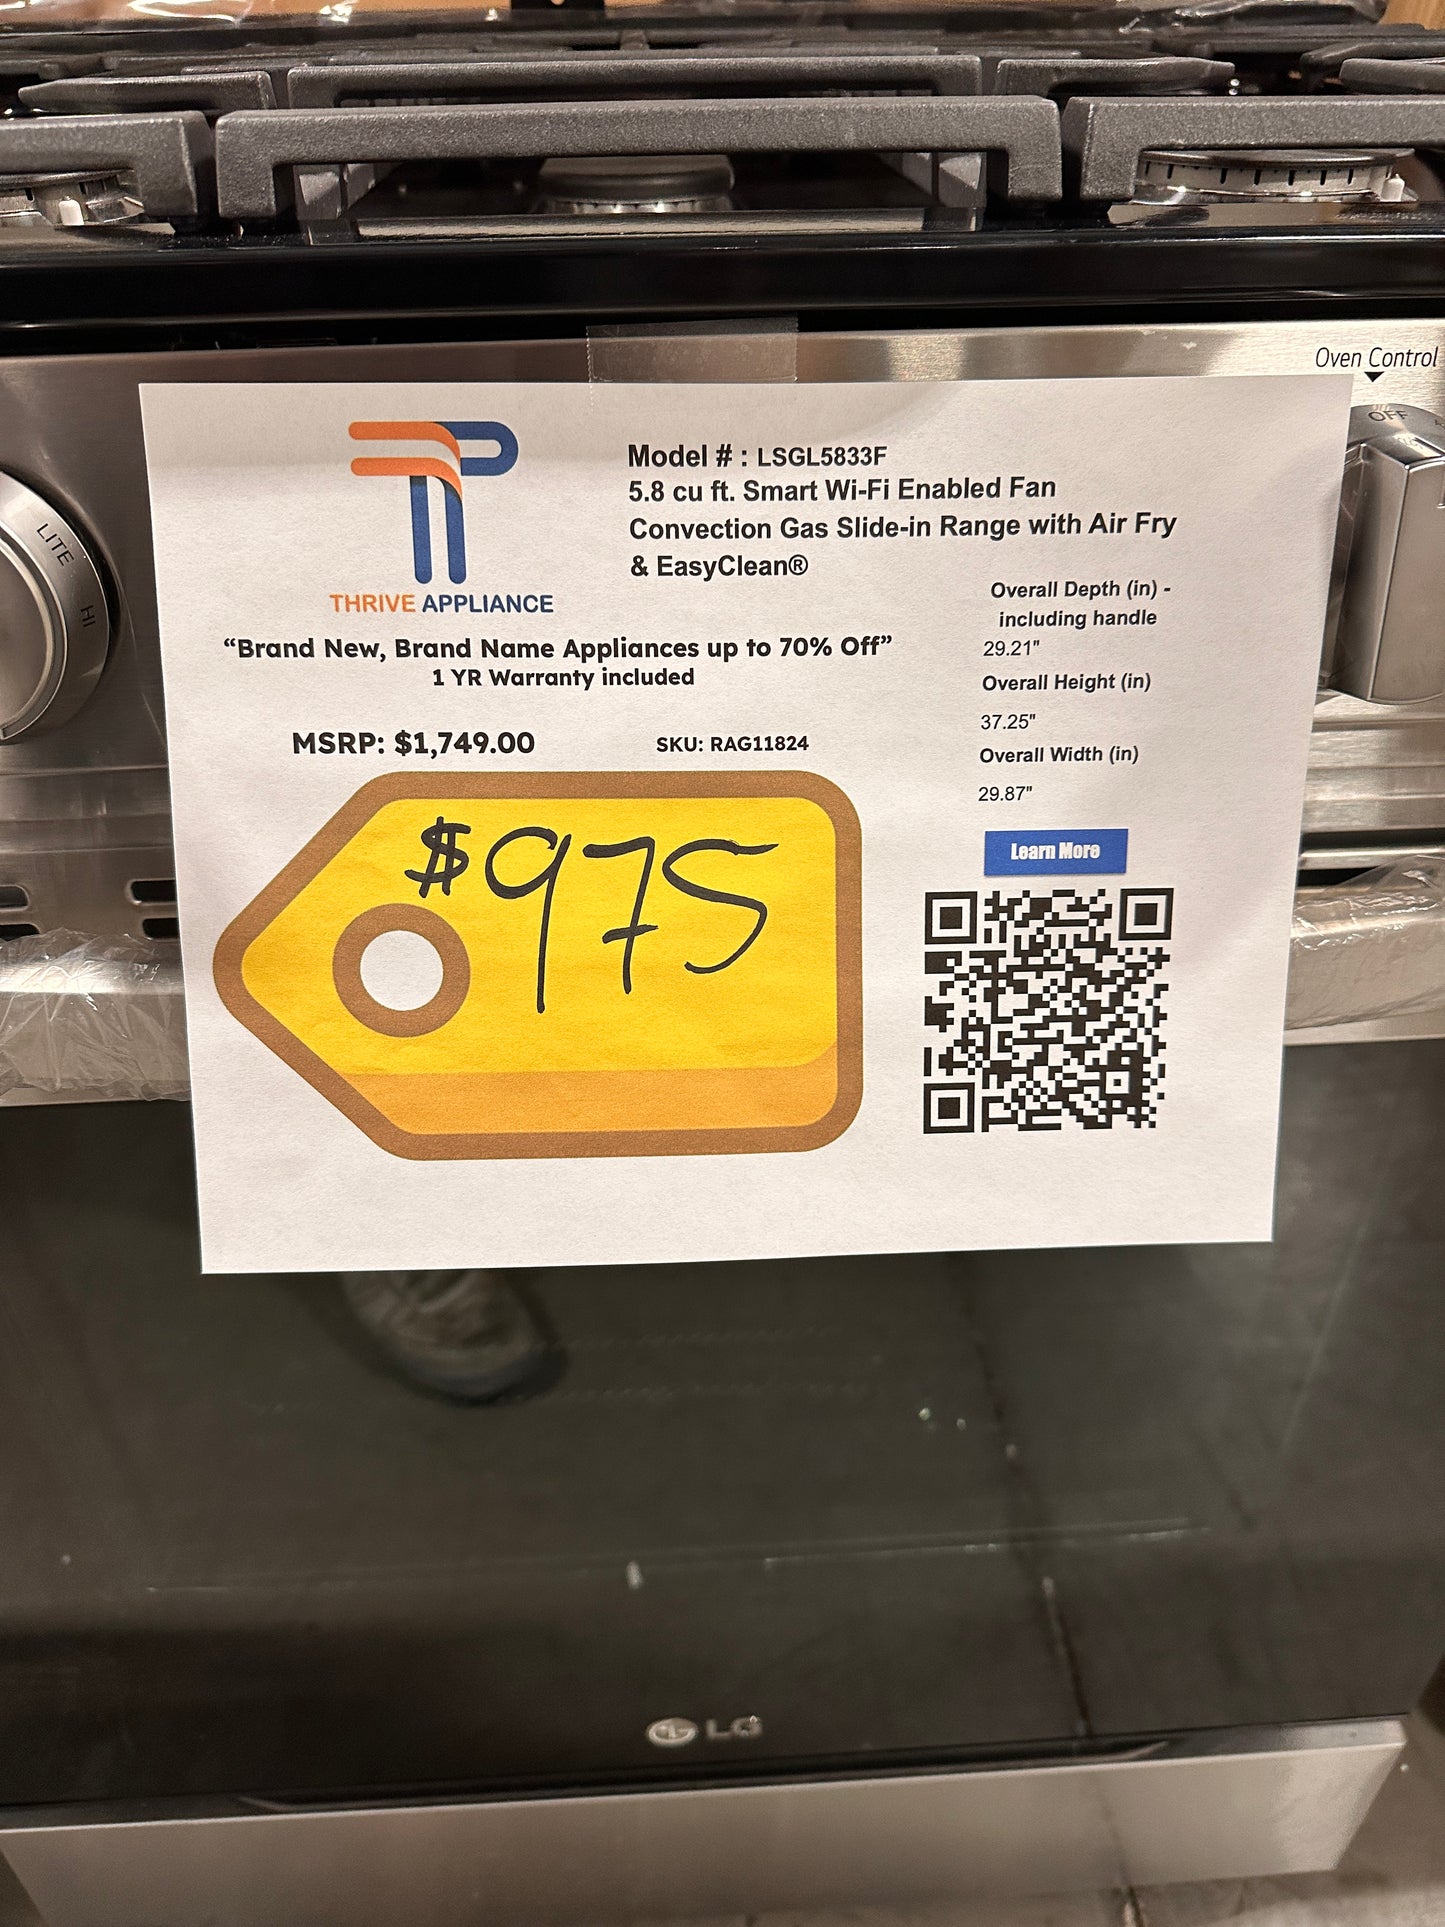 Oven Control
OFF
LITE
HI
Model # : LSGL5833F
5.8 cu ft. Smart Wi-Fi Enabled Fan
Convection Gas Slide-in Range with Air Fry
& EasyClean®
THRIVE APPLIANCE
“Brand New, Brand Name Appliances up to 70% Off”
1 YR Warranty included
MSRP: $1,749.00
SKU: RAG11824
$975
Overall Depth (in) -
including handle
29.21"
Overall Height (in)
37.25"
Overall Width (in)
29.87"
Learn More
LG